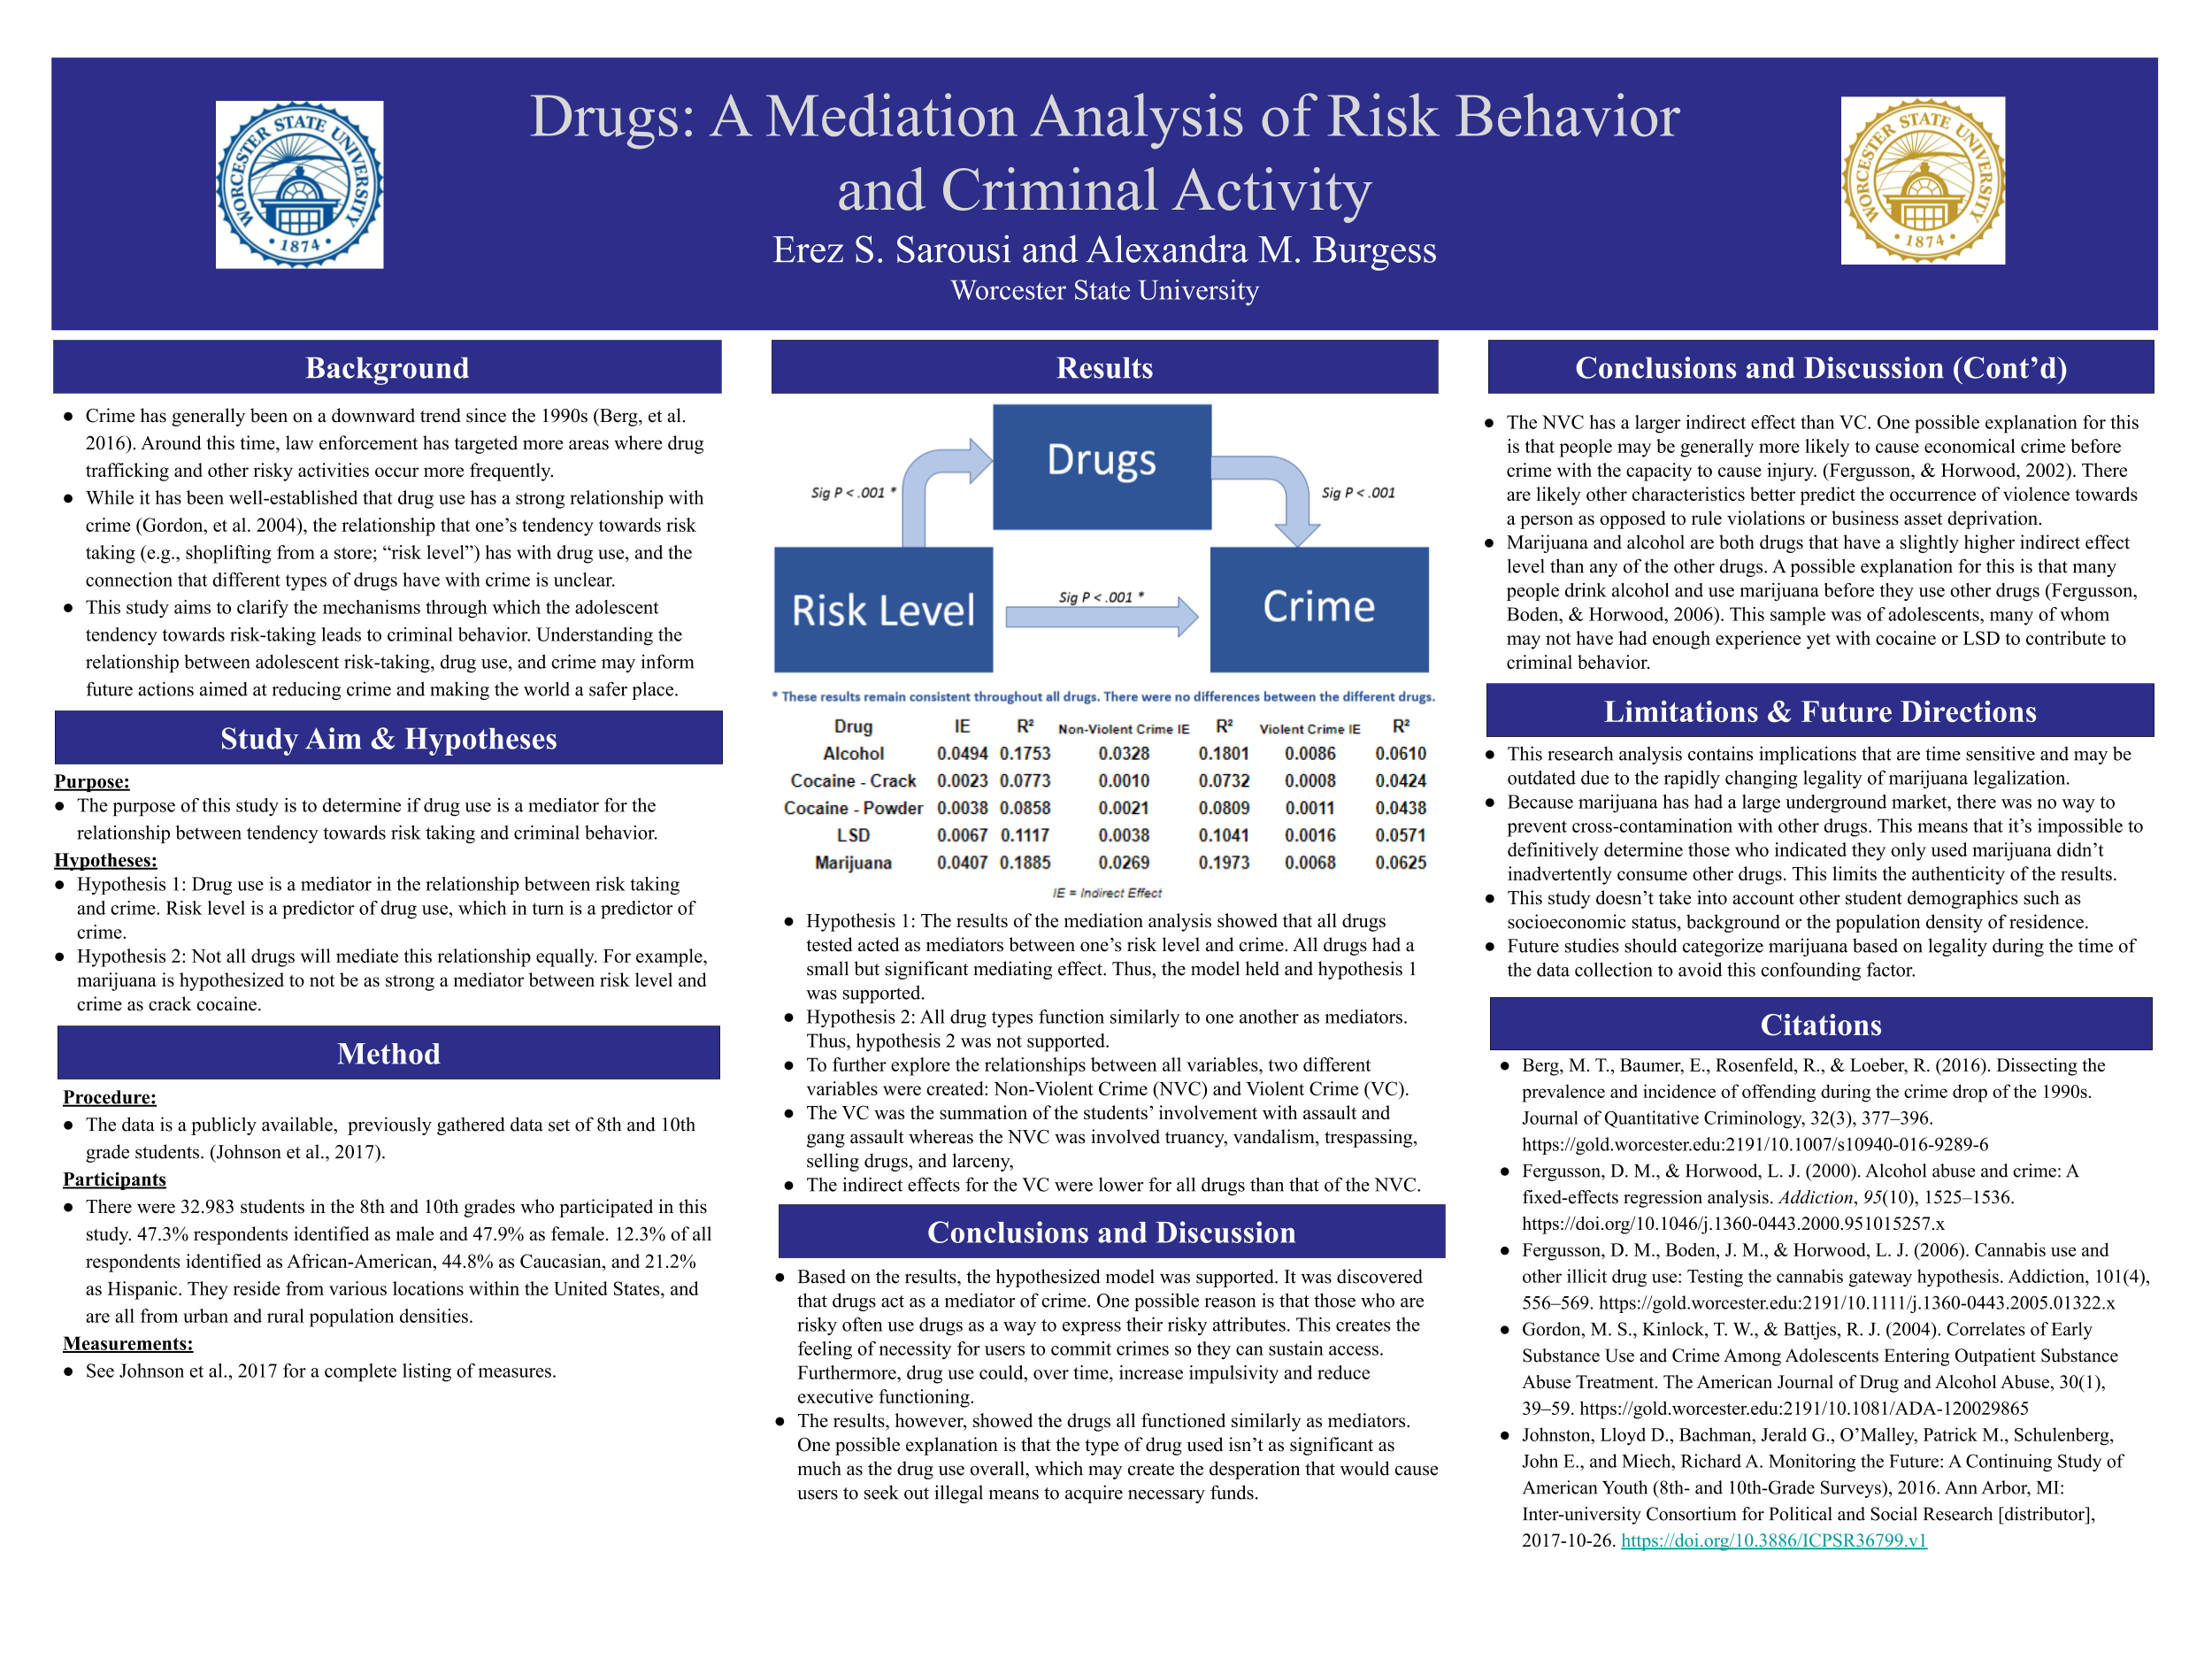 WORCESTER STATE UNIVERSITY
• 1874 •
Drugs: A Mediation Analysis of Risk Behavior
and Criminal Activity
Erez S. Sarousi and Alexandra M. Burgess
Worcester State University
WORCESTER STATE UNIVERSITY
• 1874 •
Background
● Crime has generally been on a downward trend since the 1990s (Berg, et al.
2016). Around this time, law enforcement has targeted more areas where drug
trafficking and other risky activities occur more frequently.
● While it has been well-established that drug use has a strong relationship with
crime (Gordon, et al. 2004), the relationship that one’s tendency towards risk
taking (e.g., shoplifting from a store; “risk level”) has with drug use, and the
connection that different types of drugs have with crime is unclear.
● This study aims to clarify the mechanisms through which the adolescent
tendency towards risk-taking leads to criminal behavior. Understanding the
relationship between adolescent risk-taking, drug use, and crime may inform
future actions aimed at reducing crime and making the world a safer place.
Study Aim & Hypotheses
Purpose:
● The purpose of this study is to determine if drug use is a mediator for the
relationship between tendency towards risk taking and criminal behavior.
Hypotheses:
● Hypothesis 1: Drug use is a mediator in the relationship between risk taking
and crime. Risk level is a predictor of drug use, which in turn is a predictor of
crime.
● Hypothesis 2: Not all drugs will mediate this relationship equally. For example,
marijuana is hypothesized to not be as strong a mediator between risk level and
crime as crack cocaine.
Method
Procedure:
● The data is a publicly available, previously gathered data set of 8th and 10th
grade students. (Johnson et al., 2017).
Participants
● There were 32.983 students in the 8th and 10th grades who participated in this
study. 47.3% respondents identified as male and 47.9% as female. 12.3% of all
respondents identified as African-American, 44.8% as Caucasian, and 21.2%
as Hispanic. They reside from various locations within the United States, and
are all from urban and rural population densities.
Measurements:
● See Johnson et al., 2017 for a complete listing of measures.
Results
Drugs
Sig P < .001 *
Sig P < .001
Risk Level
Sig P < .001 *
Crime
* These results remain consistent throughout all drugs. There were no differences between the different drugs.
Drug IE R² Non-Violent Crime IE R² Violent Crime IE R²
Alcohol 0.0494 0.1753 0.0328 0.1801 0.0086 0.0610
Cocaine - Crack 0.0023 0.0773 0.0010 0.0732 0.0008 0.0424
Cocaine - Powder 0.0038 0.0858 0.0021 0.0809 0.0011 0.0438
LSD 0.0067 0.1117 0.0038 0.1041 0.0016 0.0571
Marijuana 0.0407 0.1885 0.0269 0.1973 0.0068 0.0625
IE = Indirect Effect
● Hypothesis 1: The results of the mediation analysis showed that all drugs
tested acted as mediators between one’s risk level and crime. All drugs had a
small but significant mediating effect. Thus, the model held and hypothesis 1
was supported.
● Hypothesis 2: All drug types function similarly to one another as mediators.
Thus, hypothesis 2 was not supported.
● To further explore the relationships between all variables, two different
variables were created: Non-Violent Crime (NVC) and Violent Crime (VC).
● The VC was the summation of the students’ involvement with assault and
gang assault whereas the NVC was involved truancy, vandalism, trespassing,
selling drugs, and larceny,
● The indirect effects for the VC were lower for all drugs than that of the NVC.
Conclusions and Discussion
● Based on the results, the hypothesized model was supported. It was discovered
that drugs act as a mediator of crime. One possible reason is that those who are
risky often use drugs as a way to express their risky attributes. This creates the
feeling of necessity for users to commit crimes so they can sustain access.
Furthermore, drug use could, over time, increase impulsivity and reduce
executive functioning.
● The results, however, showed the drugs all functioned similarly as mediators.
One possible explanation is that the type of drug used isn’t as significant as
much as the drug use overall, which may create the desperation that would cause
users to seek out illegal means to acquire necessary funds.
Conclusions and Discussion (Cont’d)
● The NVC has a larger indirect effect than VC. One possible explanation for this
is that people may be generally more likely to cause economical crime before
crime with the capacity to cause injury. (Fergusson, & Horwood, 2002). There
are likely other characteristics better predict the occurrence of violence towards
a person as opposed to rule violations or business asset deprivation.
● Marijuana and alcohol are both drugs that have a slightly higher indirect effect
level than any of the other drugs. A possible explanation for this is that many
people drink alcohol and use marijuana before they use other drugs (Fergusson,
Boden, & Horwood, 2006). This sample was of adolescents, many of whom
may not have had enough experience yet with cocaine or LSD to contribute to
criminal behavior.
Limitations & Future Directions
● This research analysis contains implications that are time sensitive and may be
outdated due to the rapidly changing legality of marijuana legalization.
● Because marijuana has had a large underground market, there was no way to
prevent cross-contamination with other drugs. This means that it’s impossible to
definitively determine those who indicated they only used marijuana didn’t
inadvertently consume other drugs. This limits the authenticity of the results.
● This study doesn’t take into account other student demographics such as
socioeconomic status, background or the population density of residence.
● Future studies should categorize marijuana based on legality during the time of
the data collection to avoid this confounding factor.
Citations
● Berg, M. T., Baumer, E., Rosenfeld, R., & Loeber, R. (2016). Dissecting the
prevalence and incidence of offending during the crime drop of the 1990s.
Journal of Quantitative Criminology, 32(3), 377–396.
https://gold.worcester.edu:2191/10.1007/s10940-016-9289-6
● Fergusson, D. M., & Horwood, L. J. (2000). Alcohol abuse and crime: A
fixed-effects regression analysis. Addiction, 95(10), 1525–1536.
https://doi.org/10.1046/j.1360-0443.2000.951015257.x
● Fergusson, D. M., Boden, J. M., & Horwood, L. J. (2006). Cannabis use and
other illicit drug use: Testing the cannabis gateway hypothesis. Addiction, 101(4),
556–569. https://gold.worcester.edu:2191/10.1111/j.1360-0443.2005.01322.x
● Gordon, M. S., Kinlock, T. W., & Battjes, R. J. (2004). Correlates of Early
Substance Use and Crime Among Adolescents Entering Outpatient Substance
Abuse Treatment. The American Journal of Drug and Alcohol Abuse, 30(1),
39–59. https://gold.worcester.edu:2191/10.1081/ADA-120029865
● Johnston, Lloyd D., Bachman, Jerald G., O’Malley, Patrick M., Schulenberg,
John E., and Miech, Richard A. Monitoring the Future: A Continuing Study of
American Youth (8th- and 10th-Grade Surveys), 2016. Ann Arbor, MI:
Inter-university Consortium for Political and Social Research [distributor],
2017-10-26. https://doi.org/10.3886/ICPSR36799.v1